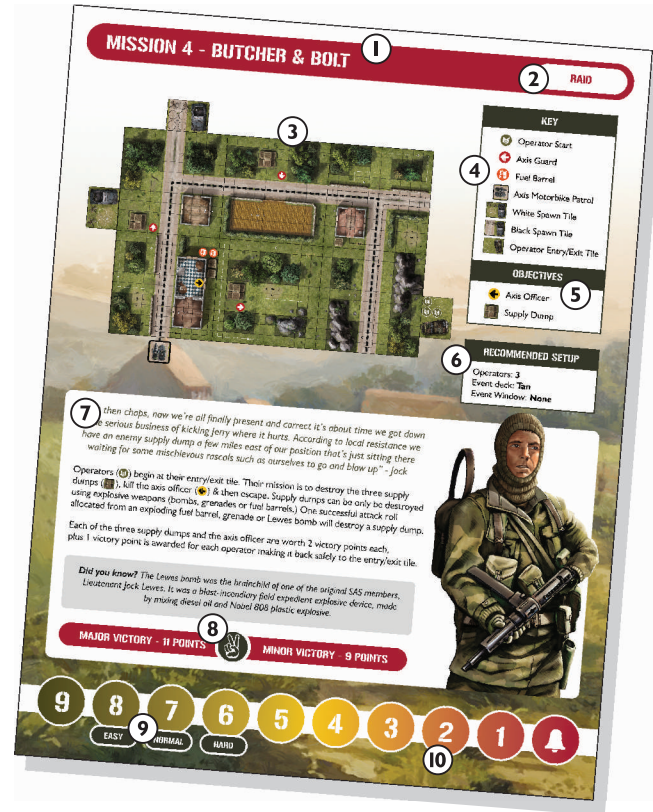 MISSION 4 - BUTCHER & BOLT
1
2
RAID
3
KEY
Operator Start
Axis Guard
4
Fuel Barrel
Axis Motorbike Patrol
White Spawn Tile
Black Spawn Tile
Operator Entry/Exit Tile
OBJECTIVES
5
Axis Officer
Supply Dump
6
RECOMMENDED SETUP
Operators: 3
Event deck: Tan
Event Window: None
7
then chops, now we're all finally present and correct it's about time we got down
serious business of kicking Jerry where it hurts. According to local resistance we
have an enemy supply dump a few miles east of our position that's just sitting there
waiting for some mischievous rascals such as ourselves to go and blow up" - Jock
Operators ( ) begin at their entry/exit tile. Their mission is to destroy the three supply
dumps ( ), kill the axis officer ( ) & then escape. Supply dumps can be only be destroyed
using explosive weapons (bombs, grenades or fuel barrels.) One successful attack roll
allocated from an exploding fuel barrel, grenade or Lewes bomb will destroy a supply dump.
Each of the three supply dumps and the axis officer are worth 2 victory points each,
plus 1 victory point is awarded for each operator making it back safely to the entry/exit tile.
Did you know? The Lewes bomb was the brainchild of one of the original SAS members,
Lieutenant Jock Lewes. It was a blast-incendiary field expedient explosive device, made
by mixing diesel oil and Nobel 808 plastic explosive.
8
MAJOR VICTORY - 11 POINTS
MINOR VICTORY - 9 POINTS
9 8 7 6 5 4 3 2 1
EASY 9 NORMAL HARD
10